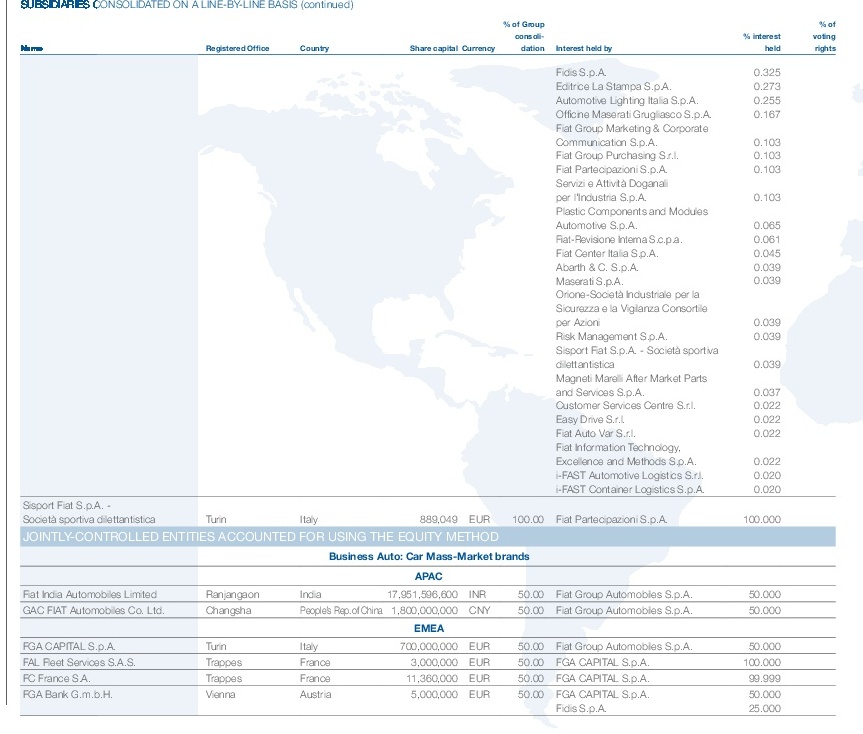 SUBSIDIARIES CONSOLIDATED ON A LINE-BY-LINE BASIS (continued)
% of Group % of
consoli- % interest voting
Name Registered Office Country Share capital Currency dation Interest held by held rights
Fidis S.p.A. 0.325
Editrice La Stampa S.p.A. 0.273
Automotive Lighting Italia S.p.A. 0.255
Officine Maserati Grugliasco S.p.A. 0.167
Fiat Group Marketing & Corporate
Communication S.p.A. 0.103
Fiat Group Purchasing S.r.l. 0.103
Fiat Partecipazioni S.p.A. 0.103
Servizi e Attività Doganali
per l'Industria S.p.A. 0.103
Plastic Components and Modules
Automotive S.p.A. 0.065
Fiat-Revisione Interna S.c.p.a. 0.061
Fiat Center Italia S.p.A. 0.045
Abarth & C. S.p.A. 0.039
Maserati S.p.A. 0.039
Orione-Società Industriale per la
Sicurezza e la Vigilanza Consortile
per Azioni 0.039
Risk Management S.p.A. 0.039
Sisport Fiat S.p.A. - Società sportiva
dilettantistica 0.039
Magneti Marelli After Market Parts
and Services S.p.A. 0.037
Customer Services Centre S.r.l. 0.022
Easy Drive S.r.l. 0.022
Fiat Auto Var S.r.l. 0.022
Fiat Information Technology,
Excellence and Methods S.p.A. 0.022
i-FAST Automotive Logistics S.r.l. 0.020
i-FAST Container Logistics S.p.A. 0.020
Sisport Fiat S.p.A. -
Società sportiva dilettantistica Turin Italy 889,049 EUR 100.00 Fiat Partecipazioni S.p.A. 100.000
JOINTLY-CONTROLLED ENTITIES ACCOUNTED FOR USING THE EQUITY METHOD
Business Auto: Car Mass-Market brands
APAC
Fiat India Automobiles Limited Ranjangaon India 17,951,596,600 INR 50.00 Fiat Group Automobiles S.p.A. 50.000
GAC FIAT Automobiles Co. Ltd. Changsha People's Rep.of China 1,800,000,000 CNY 50.00 Fiat Group Automobiles S.p.A. 50.000
EMEA
FGA CAPITAL S.p.A. Turin Italy 700,000,000 EUR 50.00 Fiat Group Automobiles S.p.A. 50.000
FAL Fleet Services S.A.S. Trappes France 3,000,000 EUR 50.00 FGA CAPITAL S.p.A. 100.000
FC France S.A. Trappes France 11,360,000 EUR 50.00 FGA CAPITAL S.p.A. 99.999
FGA Bank G.m.b.H. Vienna Austria 5,000,000 EUR 50.00 FGA CAPITAL S.p.A. 50.000
Fidis S.p.A. 25.000